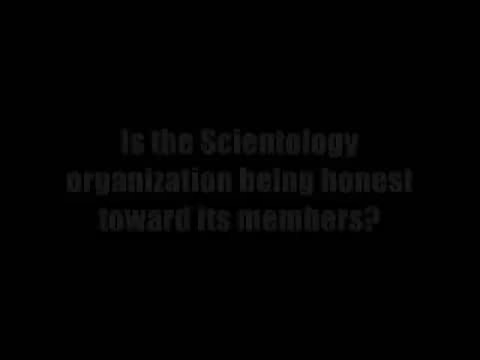 Is the Scientology
organization being honest
toward its members?